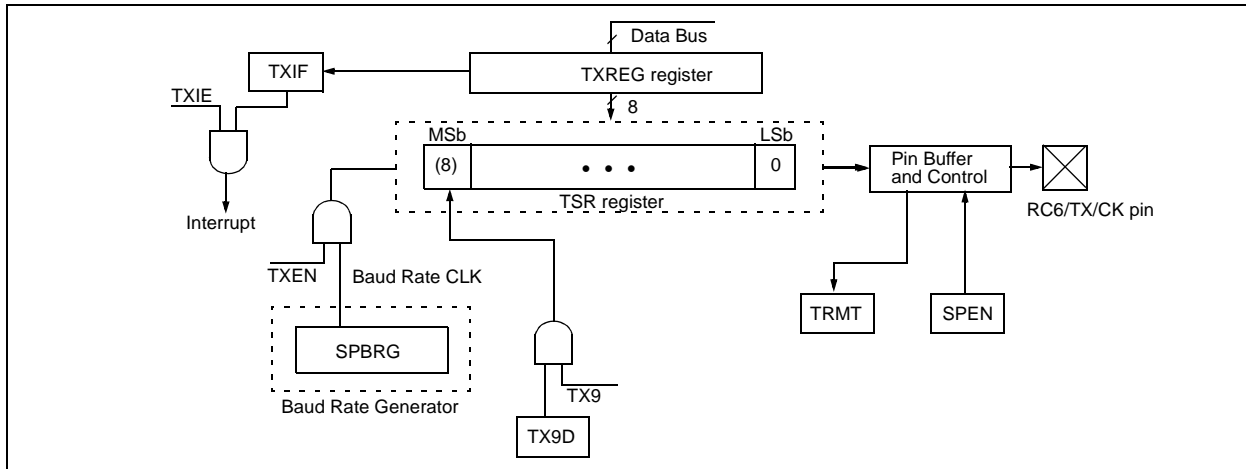 Data Bus
TXIF
TXREG register
TXIE
8
MSb
LSb
(8)
• • •
0
Pin Buffer
and Control
TSR register
RC6/TX/CK pin
Interrupt
TXEN
Baud Rate CLK
TRMT
SPEN
SPBRG
TX9
Baud Rate Generator
TX9D